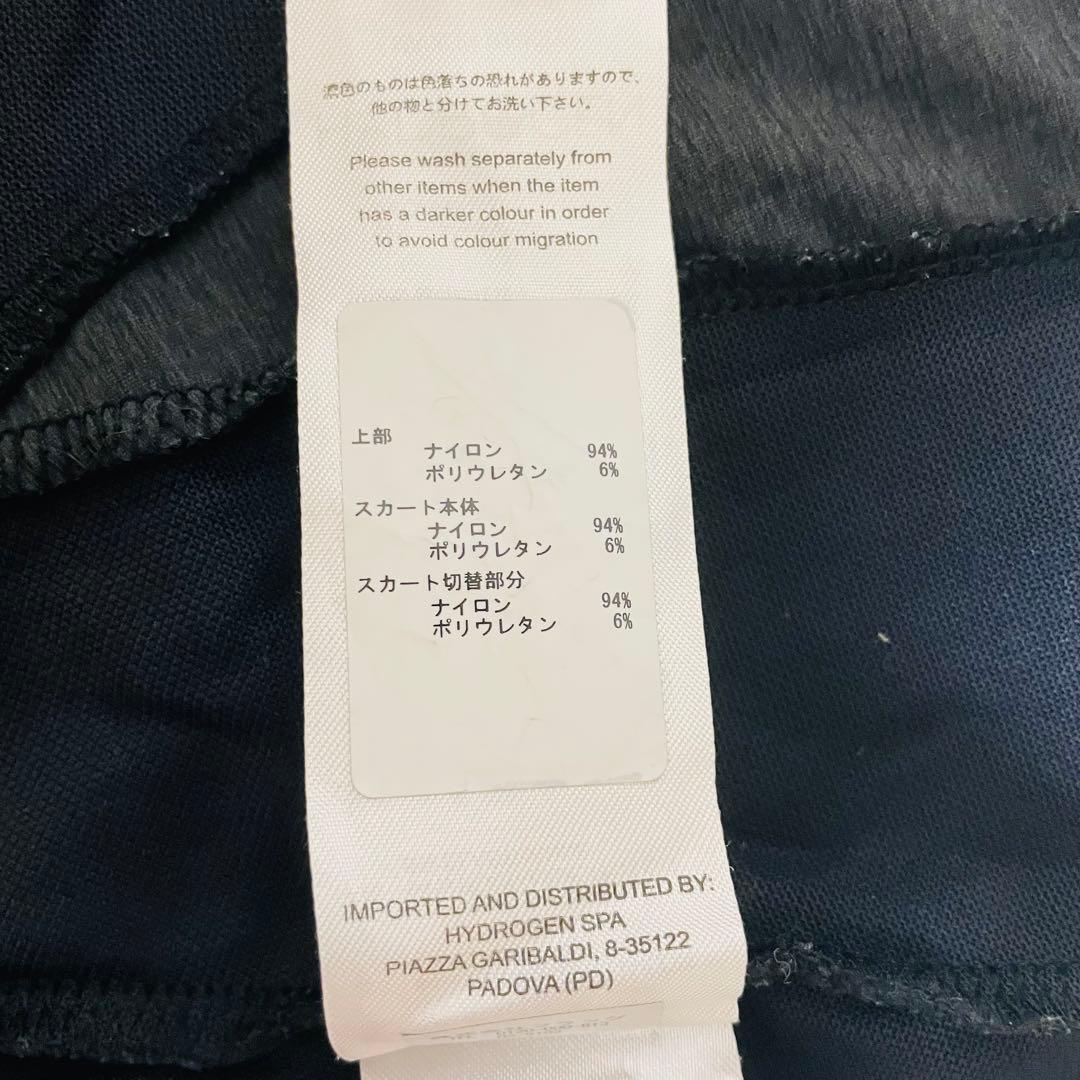 濃色のものは色落ちの恐れがありますので、
他の物と分けてお洗い下さい。
Please wash separately from
other items when the item
has a darker colour in order
to avoid colour migration
上部
ナイロン 94%
ポリウレタン 6%
スカート本体
ナイロン 94%
ポリウレタン 6%
スカート切替部分
ナイロン 94%
ポリウレタン 6%
IMPORTED AND DISTRIBUTED BY:
HYDROGEN SPA
PIAZZA GARIBALDI, 8-35122
PADOVA (PD)